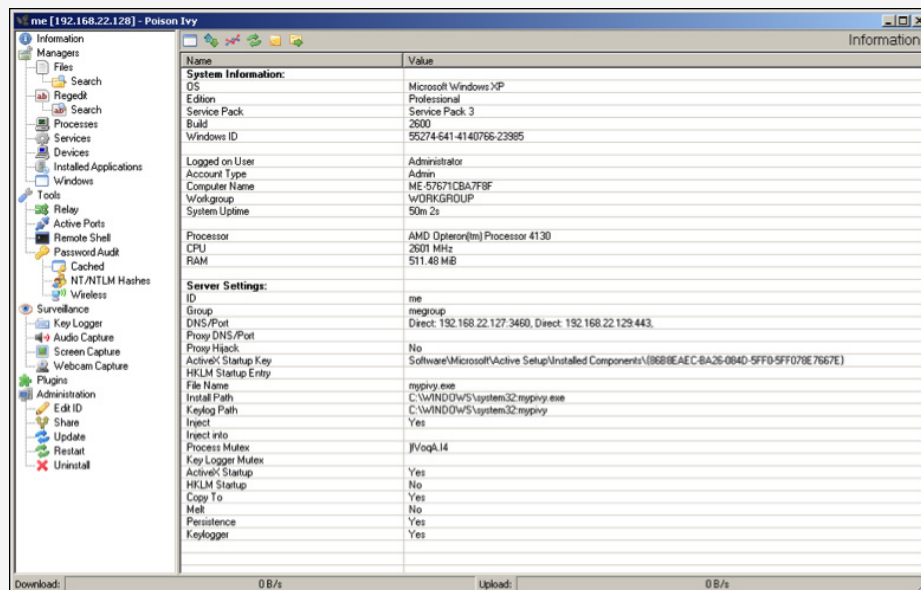 me [192.168.22.128] - Poison Ivy
Information
Managers
Files
Search
Regedit
Search
Processes
Services
Devices
Installed Applications
Windows
Tools
Relay
Active Ports
Remote Shell
Password Audit
Cached
NT/NTLM Hashes
Wireless
Surveillance
Key Logger
Audio Capture
Screen Capture
Webcam Capture
Plugins
Administration
Edit ID
Share
Update
Restart
Uninstall
Information
Name Value
System Information:
OS Microsoft Windows XP
Edition Professional
Service Pack Service Pack 3
Build 2600
Windows ID 55274-641-4140766-23985
Logged on User Administrator
Account Type Admin
Computer Name ME-57671CBA7F8F
Workgroup WORKGROUP
System Uptime 50m 2s
Processor AMD Opteron(tm) Processor 4130
CPU 2601 MHz
RAM 511.48 MiB
Server Settings:
ID me
Group megroup
DNS/Port Direct: 192.168.22.127:3460, Direct: 192.168.22.129:443,
Proxy DNS/Port
Proxy Hijack No
ActiveX Startup Key Software\Microsoft\Active Setup\Installed Components\{86B8EAEC-BA26-084D-5FF0-5FF078E7667E}
HKLM Startup Entry
File Name mypivy.exe
Install Path C:\WINDOWS\system32:mypivy.exe
Keylog Path C:\WINDOWS\system32:mypivy
Inject Yes
Inject into
Process Mutex )!VoqA.I4
Key Logger Mutex
ActiveX Startup Yes
HKLM Startup No
Copy To Yes
Melt No
Persistence Yes
Keylogger Yes
Download: 0 B/s Upload: 0 B/s